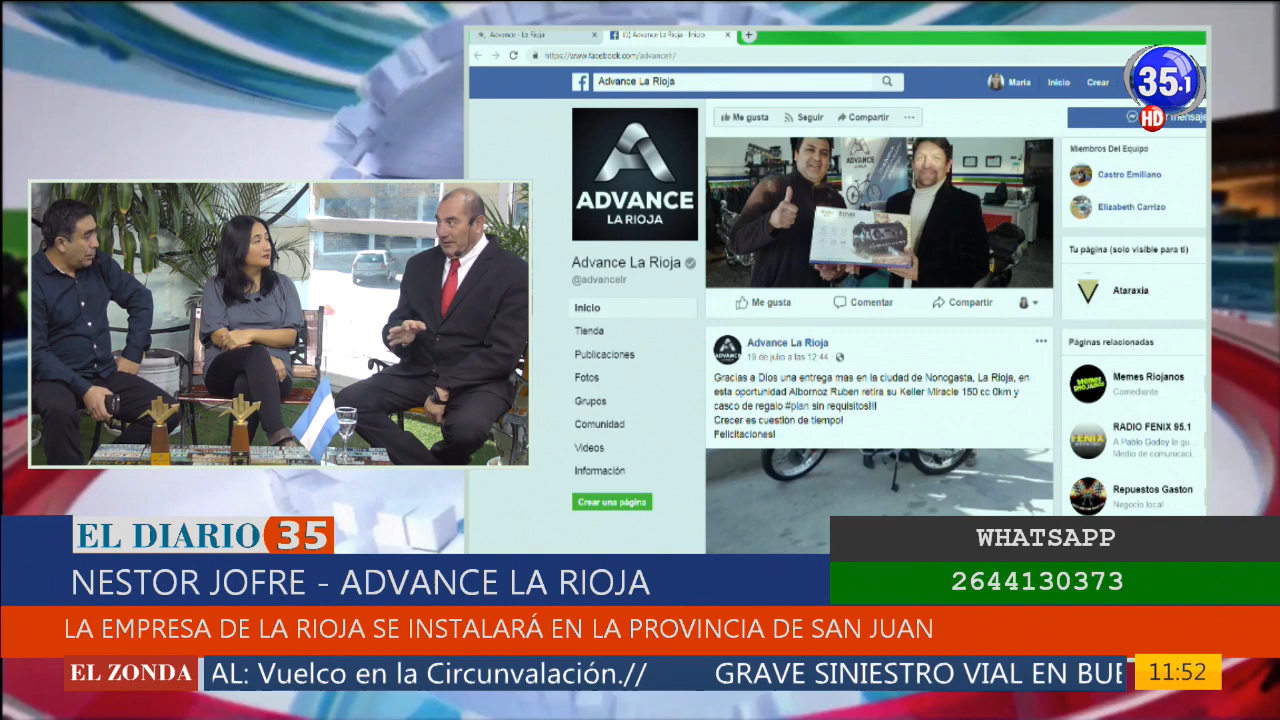 Advance - La Rioja
(1) Advance La Rioja - Inicio
https://www.facebook.com/advancelr/
Advance La Rioja
Maria
Inicio
Crear
35.1
HD
ADVANCE
LA RIOJA
Advance La Rioja
@advancelr
Inicio
Tienda
Publicaciones
Fotos
Grupos
Comunidad
Videos
Información
Crear una página
Me gusta
Seguir
Compartir
ADVANCE
Me gusta
Comentar
Compartir
Advance La Rioja
19 de julio a las 12:44
Gracias a Dios una entrega mas en la ciudad de Nonogasta, La Rioja, en
esta oportunidad Albornoz Ruben retira su Keller Miracle 150 cc 0km y
casco de regalo #plan sin requisitos!!!
Crecer es cuestión de tiempo!
Felicitaciones!
mensaje
Miembros Del Equipo
Castro Emiliano
Elizabeth Carrizo
Tu página (solo visible para ti)
Ataraxia
Páginas relacionadas
Memes Riojanos
Comediante
RADIO FENIX 95.1
A Pablo Godoy le gu...
Medio de comunicaci...
Repuestos Gaston
Negocio local
EL DIARIO 35
NESTOR JOFRE - ADVANCE LA RIOJA
WHATSAPP
2644130373
LA EMPRESA DE LA RIOJA SE INSTALARÁ EN LA PROVINCIA DE SAN JUAN
EL ZONDA
AL: Vuelco en la Circunvalación.// GRAVE SINIESTRO VIAL EN BUE
11:52